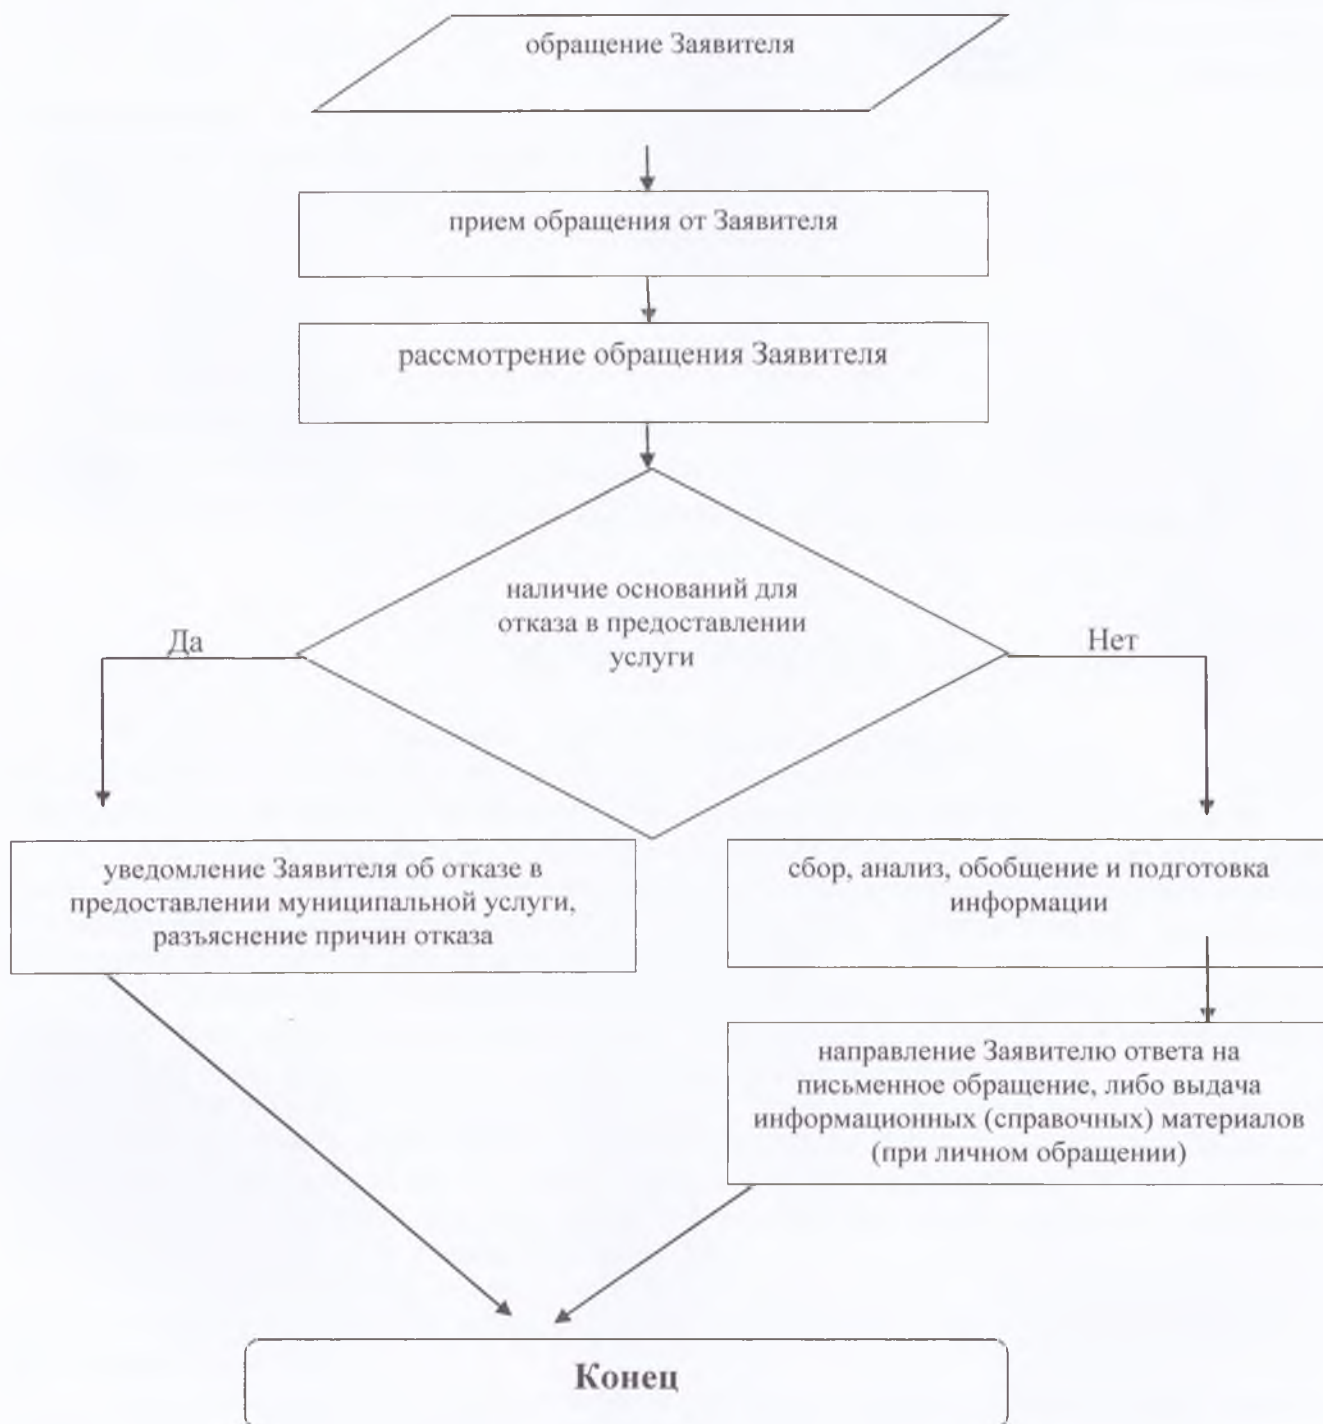 обращение Заявителя
прием обращения от Заявителя
рассмотрение обращения Заявителя
наличие оснований для
отказа в предоставлении
услуги
Да
Нет
уведомление Заявителя об отказе в
предоставлении муниципальной услуги,
разъяснение причин отказа
сбор, анализ, обобщение и подготовка
информации
направление Заявителю ответа на
письменное обращение, либо выдача
информационных (справочных) материалов
(при личном обращении)
Конец